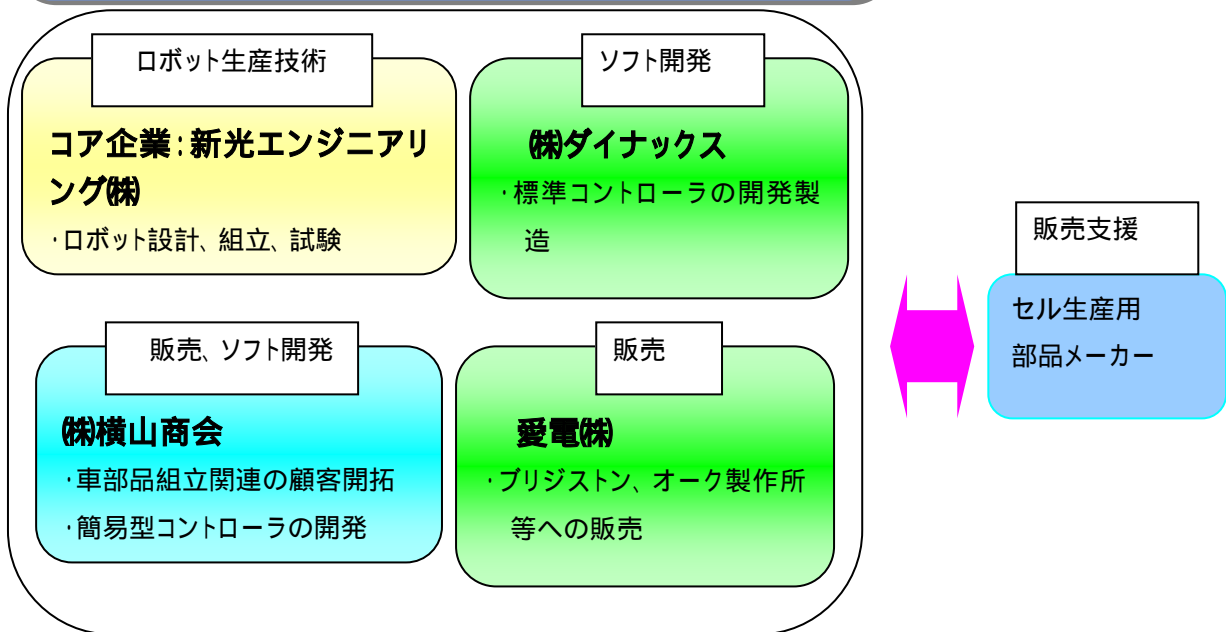 ロボット生産技術
コア企業:新光エンジニアリ
ング㈱
・ロボット設計、組立、試験
ソフト開発
㈱ダイナックス
・標準コントローラの開発製
造
販売、ソフト開発
㈱横山商会
・車部品組立関連の顧客開拓
・簡易型コントローラの開発
販売
愛電㈱
・ブリジストン、オーク製作所
等への販売
販売支援
セル生産用
部品メーカー